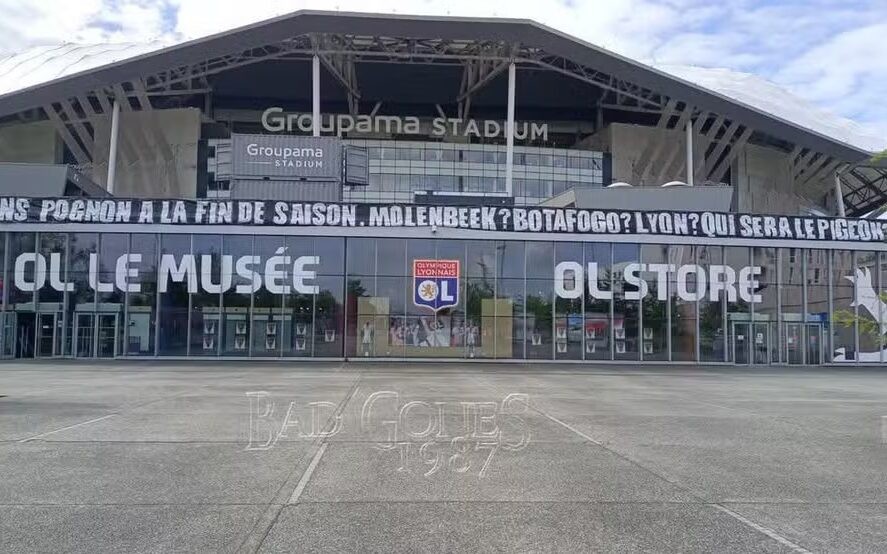 Groupama STADIUM
Groupama
STADIUM
NS POGNON A LA FIN DE SAISON. MOLENBEEK? BOTAFOGO? LYON? QUI SERA LE PIGEON?
OL LE MUSÉE
OLYMPIQUE
LYONNAIS
OL
OL STORE
BAD GONES
1987